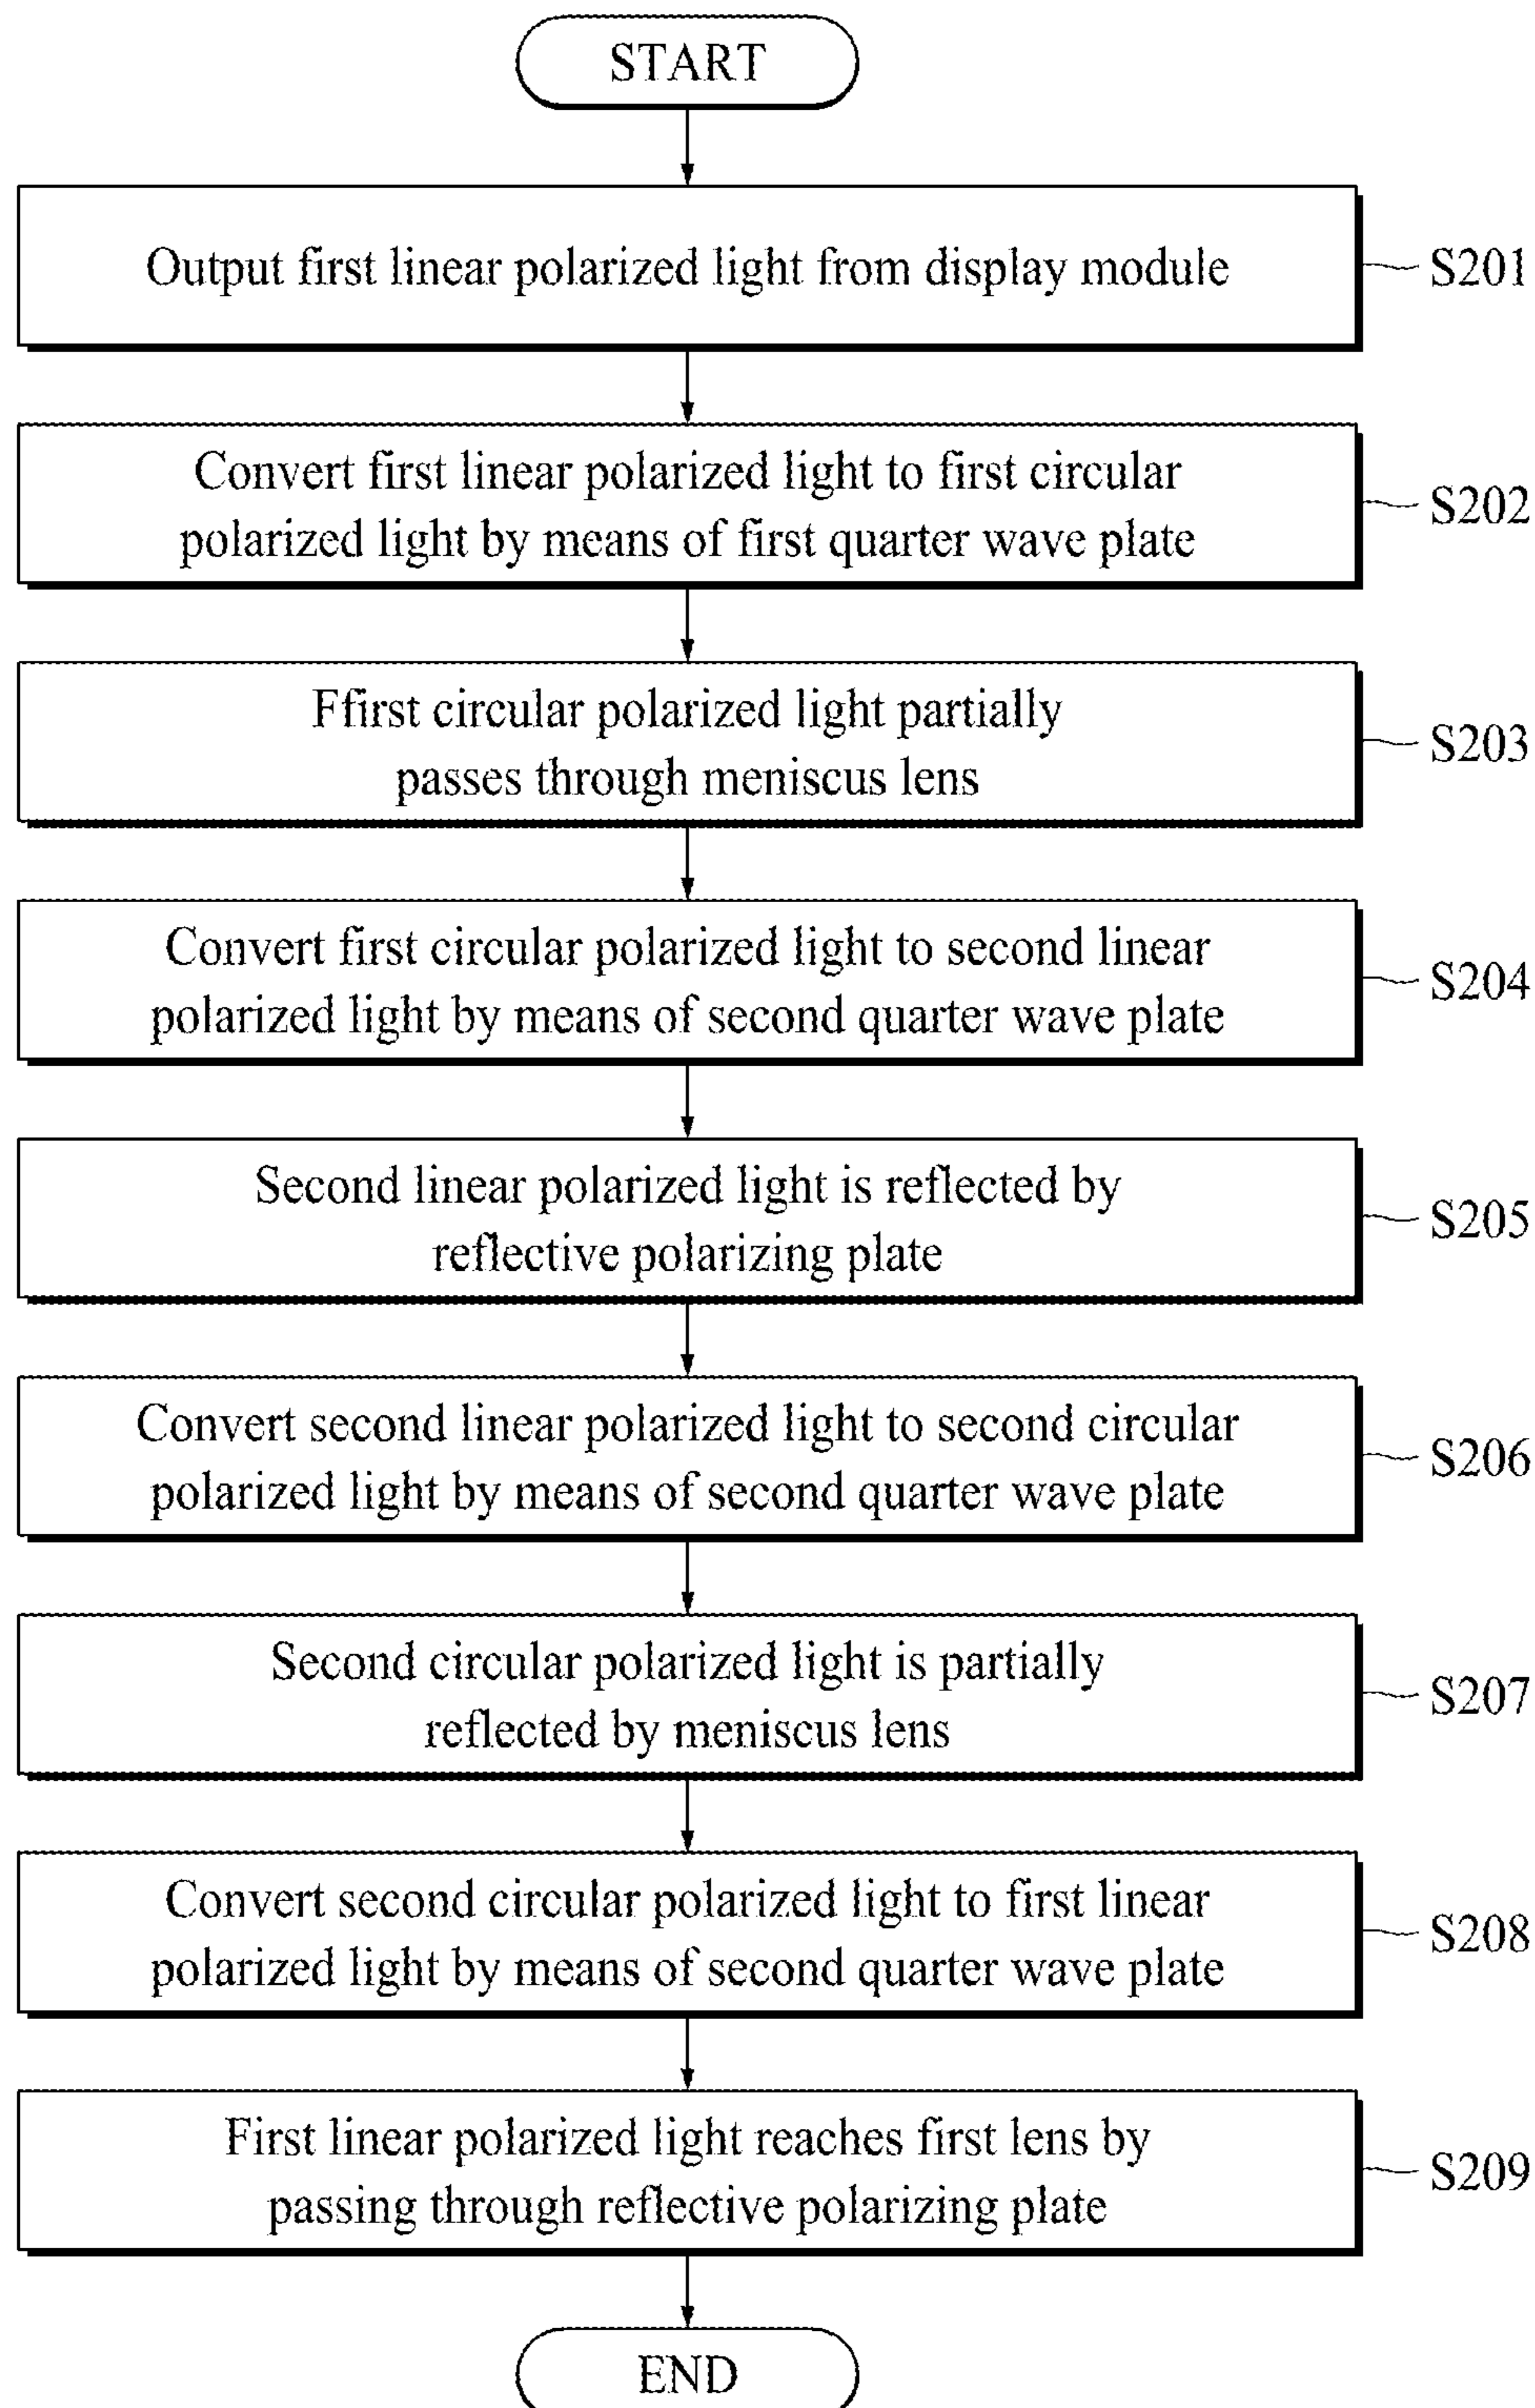 START
Output first linear polarized light from display module
S201
Convert first linear polarized light to first circular
polarized light by means of first quarter wave plate
S202
Ffirst circular polarized light partially
passes through meniscus lens
S203
Convert first circular polarized light to second linear
polarized light by means of second quarter wave plate
S204
Second linear polarized light is reflected by
reflective polarizing plate
S205
Convert second linear polarized light to second circular
polarized light by means of second quarter wave plate
S206
Second circular polarized light is partially
reflected by meniscus lens
S207
Convert second circular polarized light to first linear
polarized light by means of second quarter wave plate
S208
First linear polarized light reaches first lens by
passing through reflective polarizing plate
S209
END